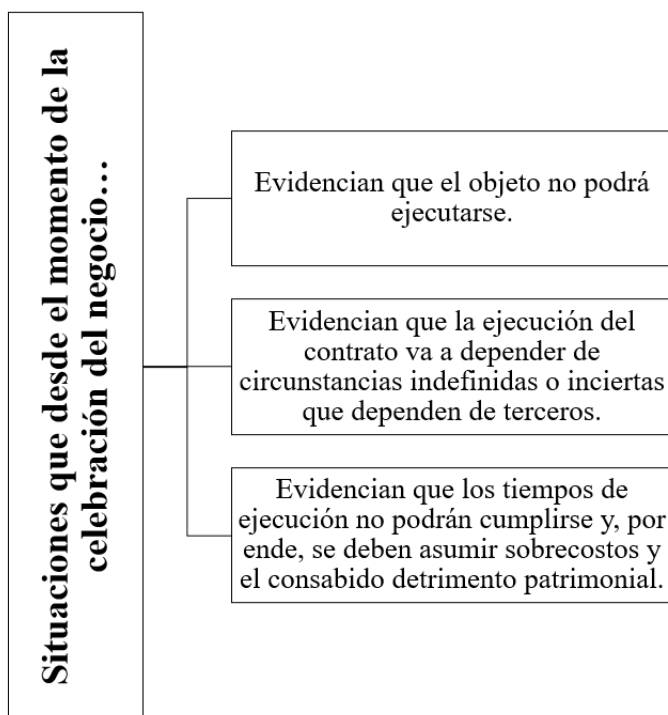 Situaciones que desde el momento de la
celebración del negocio…
Evidencian que el objeto no podrá
ejecutarse.
Evidencian que la ejecución del
contrato va a depender de
circunstancias indefinidas o inciertas
que dependen de terceros.
Evidencian que los tiempos de
ejecución no podrán cumplirse y, por
ende, se deben asumir sobrecostos y
el consabido detrimento patrimonial.